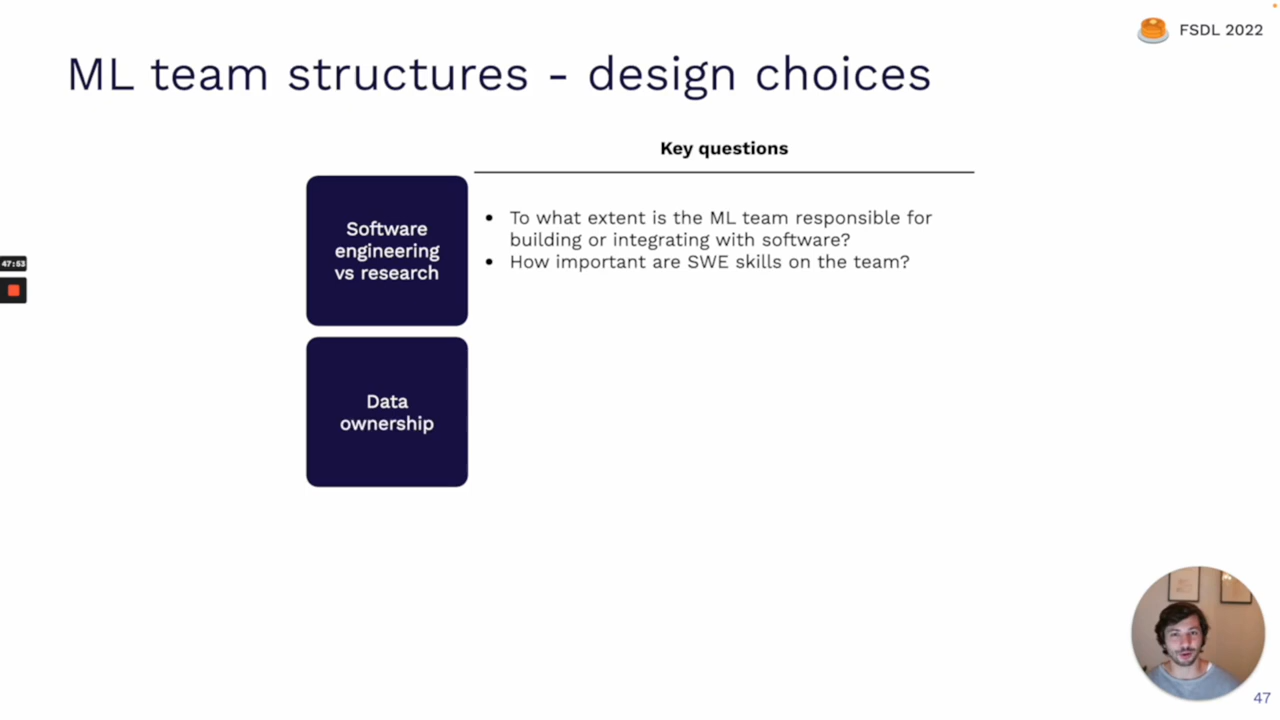 FSDL 2022
ML team structures - design choices
Key questions
Software
engineering
vs research
• To what extent is the ML team responsible for
building or integrating with software?
• How important are SWE skills on the team?
47:53
Data
ownership
47